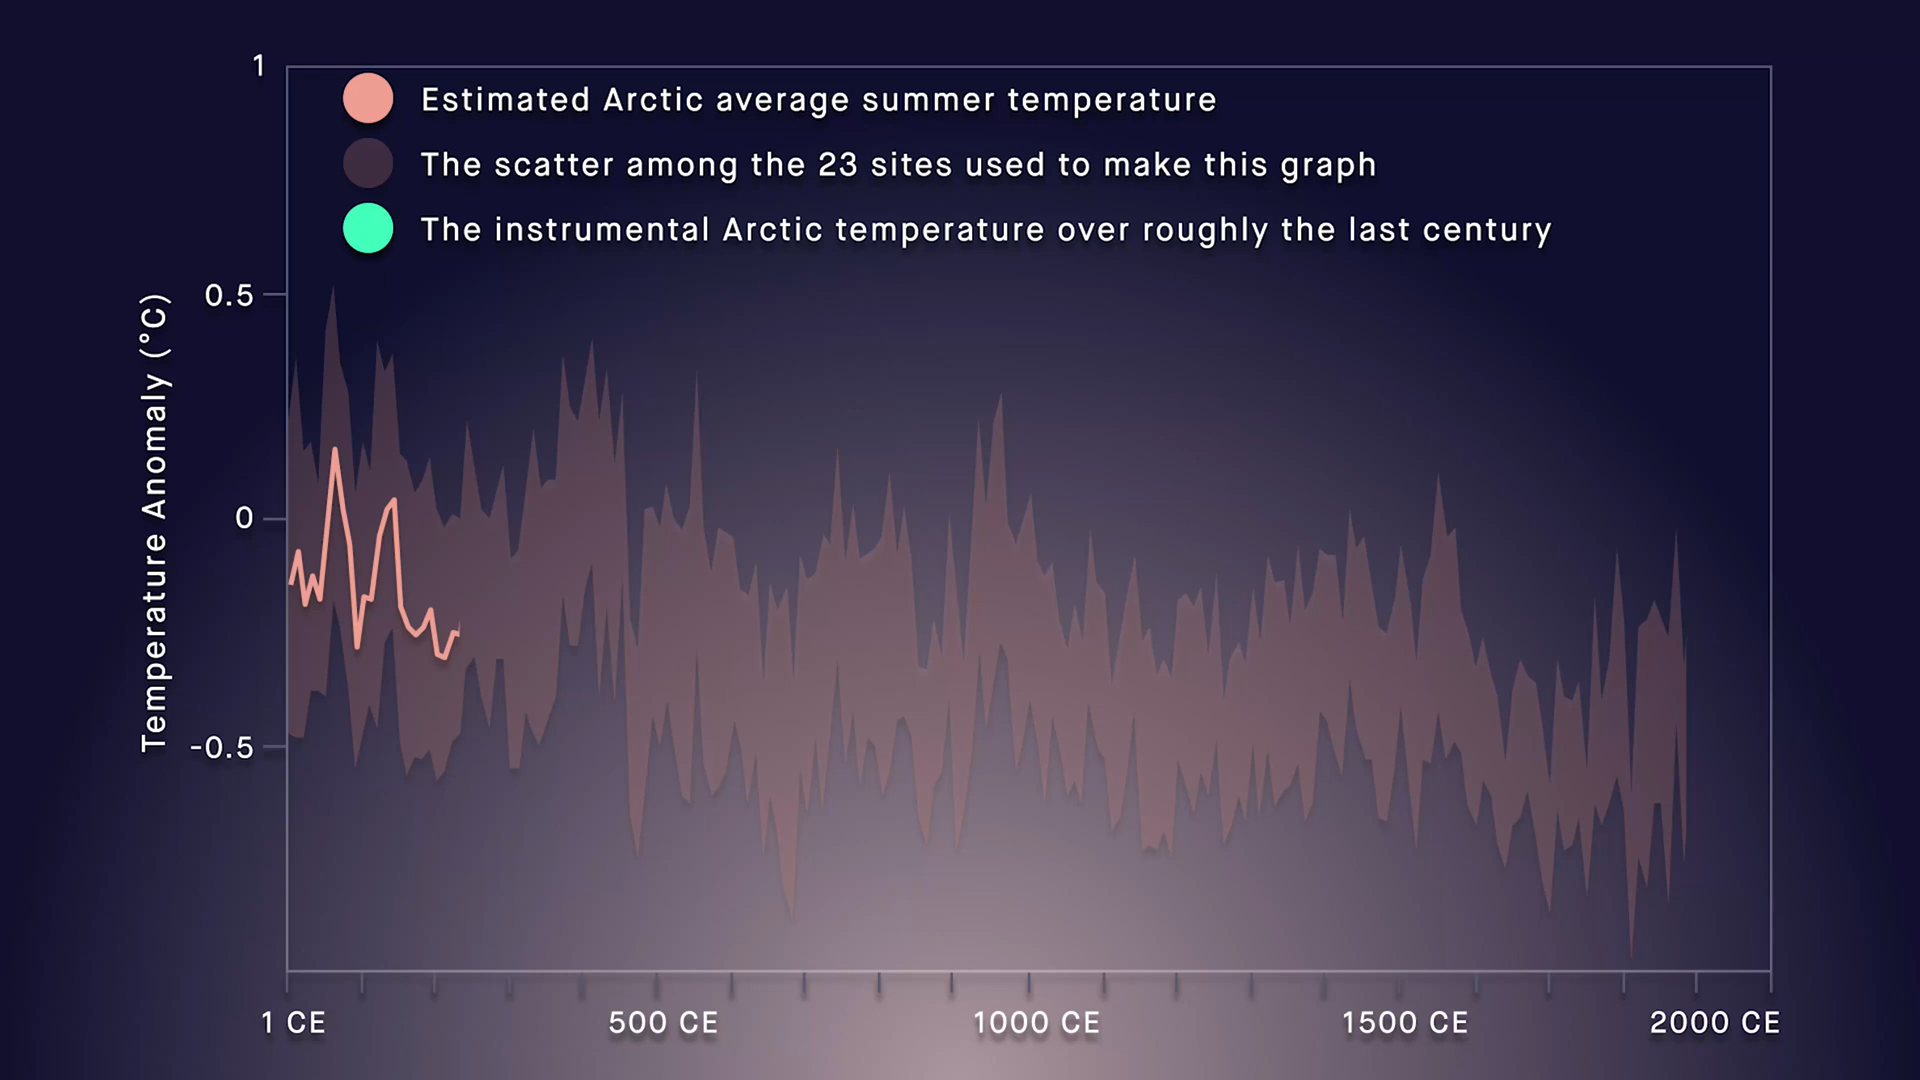 1
Estimated Arctic average summer temperature
The scatter among the 23 sites used to make this graph
The instrumental Arctic temperature over roughly the last century
0.5
0
-0.5
Temperature Anomaly (°C)
1 CE
500 CE
1000 CE
1500 CE
2000 CE